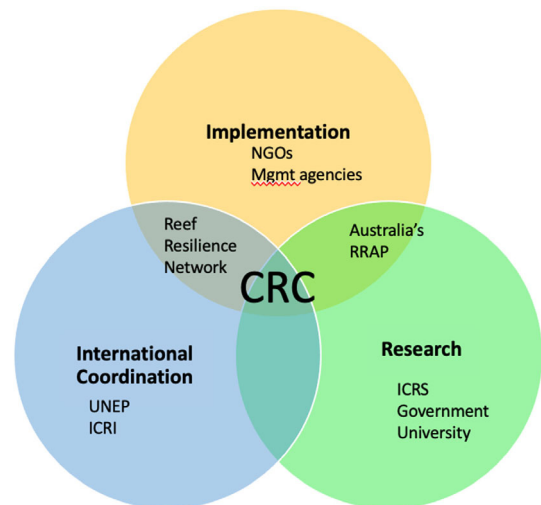 Implementation
NGOs
Mgmt agencies
Reef
Resilience
Network
Australia's
RRAP
CRC
International
Coordination
UNEP
ICRI
Research
ICRS
Government
University